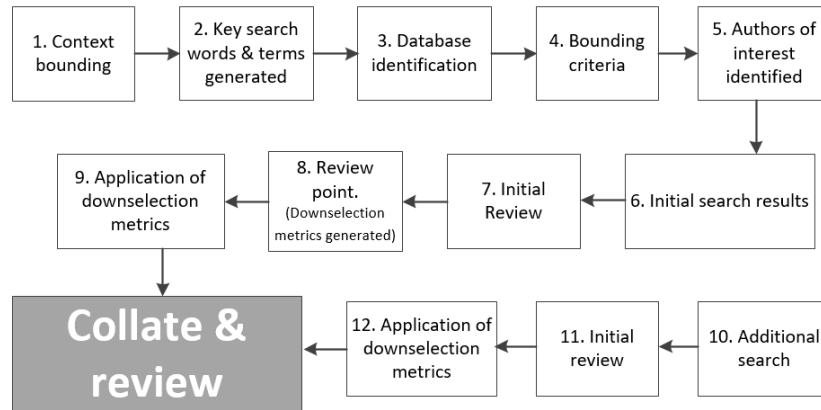 1. Context
bounding
2. Key search
words & terms
generated
3. Database
identification
4. Bounding
criteria
5. Authors of
interest
identified
6. Initial search results
7. Initial
Review
8. Review
point.
(Downselection
metrics generated)
9. Application of
downselection
metrics
10. Additional
search
11. Initial
review
12. Application of
downselection
metrics
Collate &
review